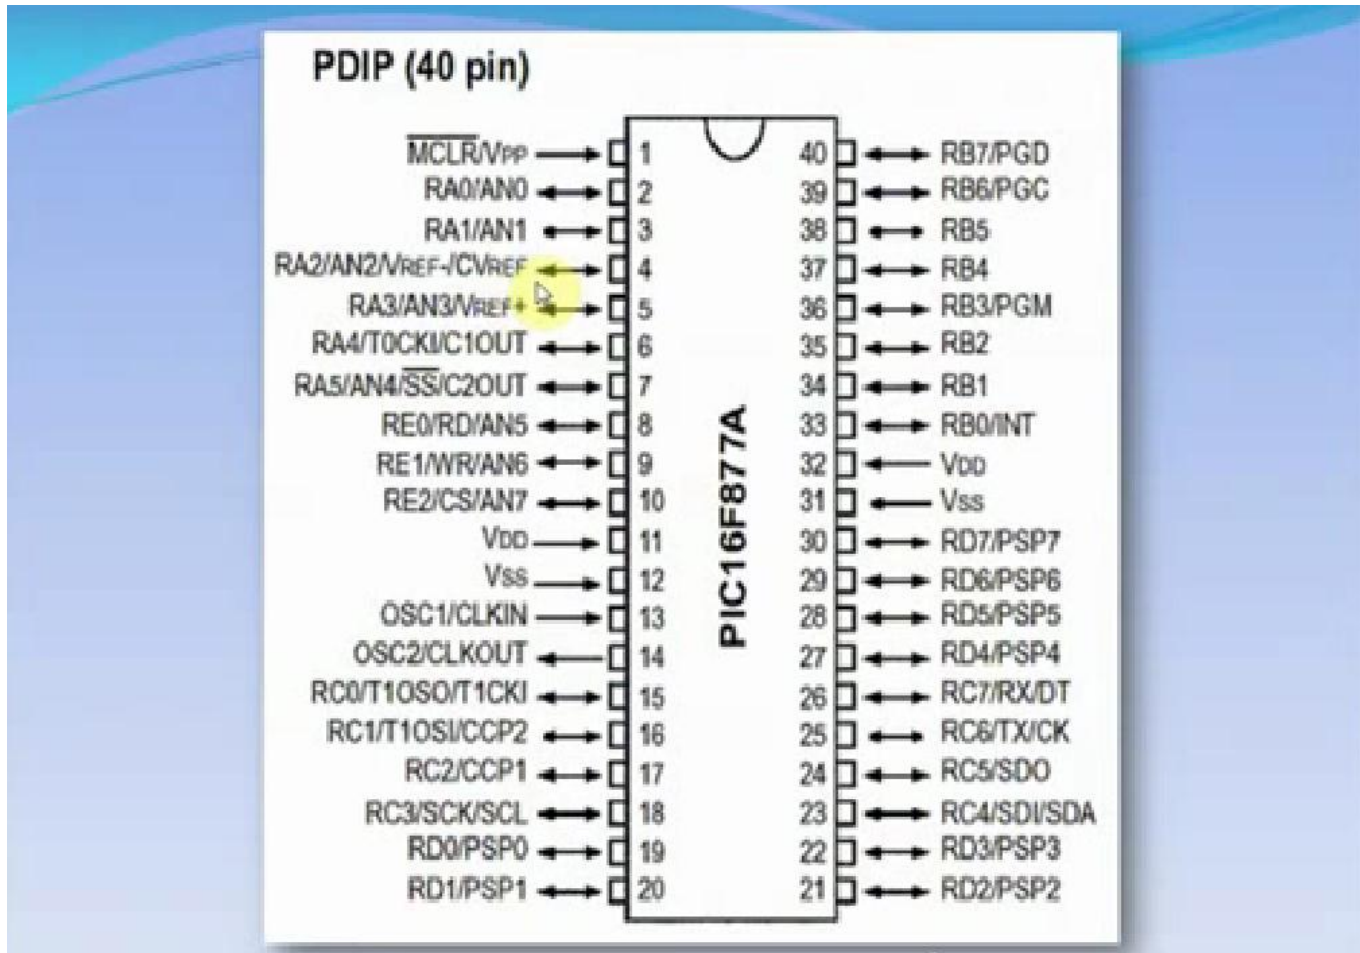 PDIP (40 pin)
MCLR/VPP 1 40 RB7/PGD
RA0/AN0 2 39 RB6/PGC
RA1/AN1 3 38 RB5
RA2/AN2/VREF-/CVREF 4 37 RB4
RA3/AN3/VREF+ 5 36 RB3/PGM
RA4/T0CKI/C1OUT 6 35 RB2
RA5/AN4/SS/C2OUT 7 34 RB1
RE0/RD/AN5 8 33 RB0/INT
RE1/WR/AN6 9 32 VDD
RE2/CS/AN7 10 31 VSS
VDD 11 30 RD7/PSP7
VSS 12 29 RD6/PSP6
OSC1/CLKIN 13 28 RD5/PSP5
OSC2/CLKOUT 14 27 RD4/PSP4
RC0/T1OSO/T1CKI 15 26 RC7/RX/DT
RC1/T1OSI/CCP2 16 25 RC6/TX/CK
RC2/CCP1 17 24 RC5/SDO
RC3/SCK/SCL 18 23 RC4/SDI/SDA
RD0/PSP0 19 22 RD3/PSP3
RD1/PSP1 20 21 RD2/PSP2
PIC16F877A